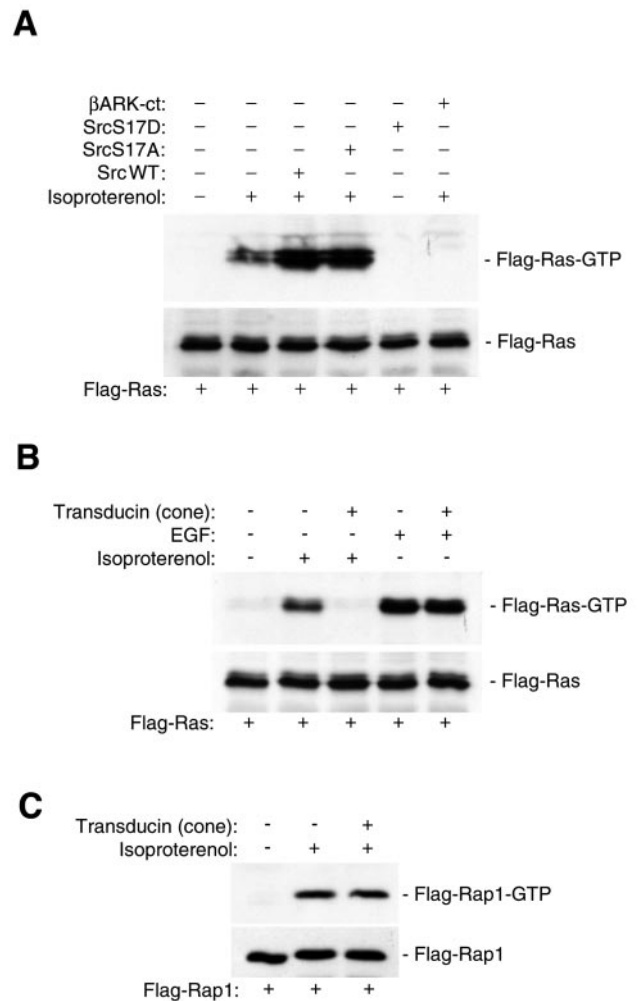 A
βARK-ct: – – – – – +
SrcS17D: – – – – + –
SrcS17A: – – – + – –
SrcWT: – – + – – –
Isoproterenol: – + + + – +
- Flag-Ras-GTP
- Flag-Ras
Flag-Ras: + + + + + +
B
Transducin (cone): - - + - +
EGF: - - - + +
Isoproterenol: - + + - -
- Flag-Ras-GTP
- Flag-Ras
Flag-Ras: + + + + +
C
Transducin (cone): - - +
Isoproterenol: - + +
- Flag-Rap1-GTP
- Flag-Rap1
Flag-Rap1: + + +